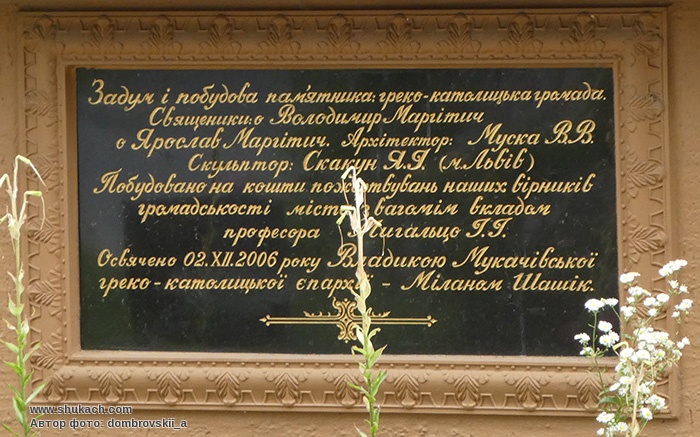 Задум і побудова пам'ятника: греко-католицька громада.
Священики: о Володимир Маргітич
о Ярослав Маргітич. Архітектор: Муска В.В.
Скульптор: Скакун Я.Я. (м. Львів)
Побудовано на кошти пожертвувань наших вірників
громадськості міста вагомім вкладом
професора Г.Г.
Освячено 02.XII.2006 року Владикою Мукачівської
греко-католицької єпархії - Міланом Шашік.
www.shukach.com
Автор фото: dombrovskii_a